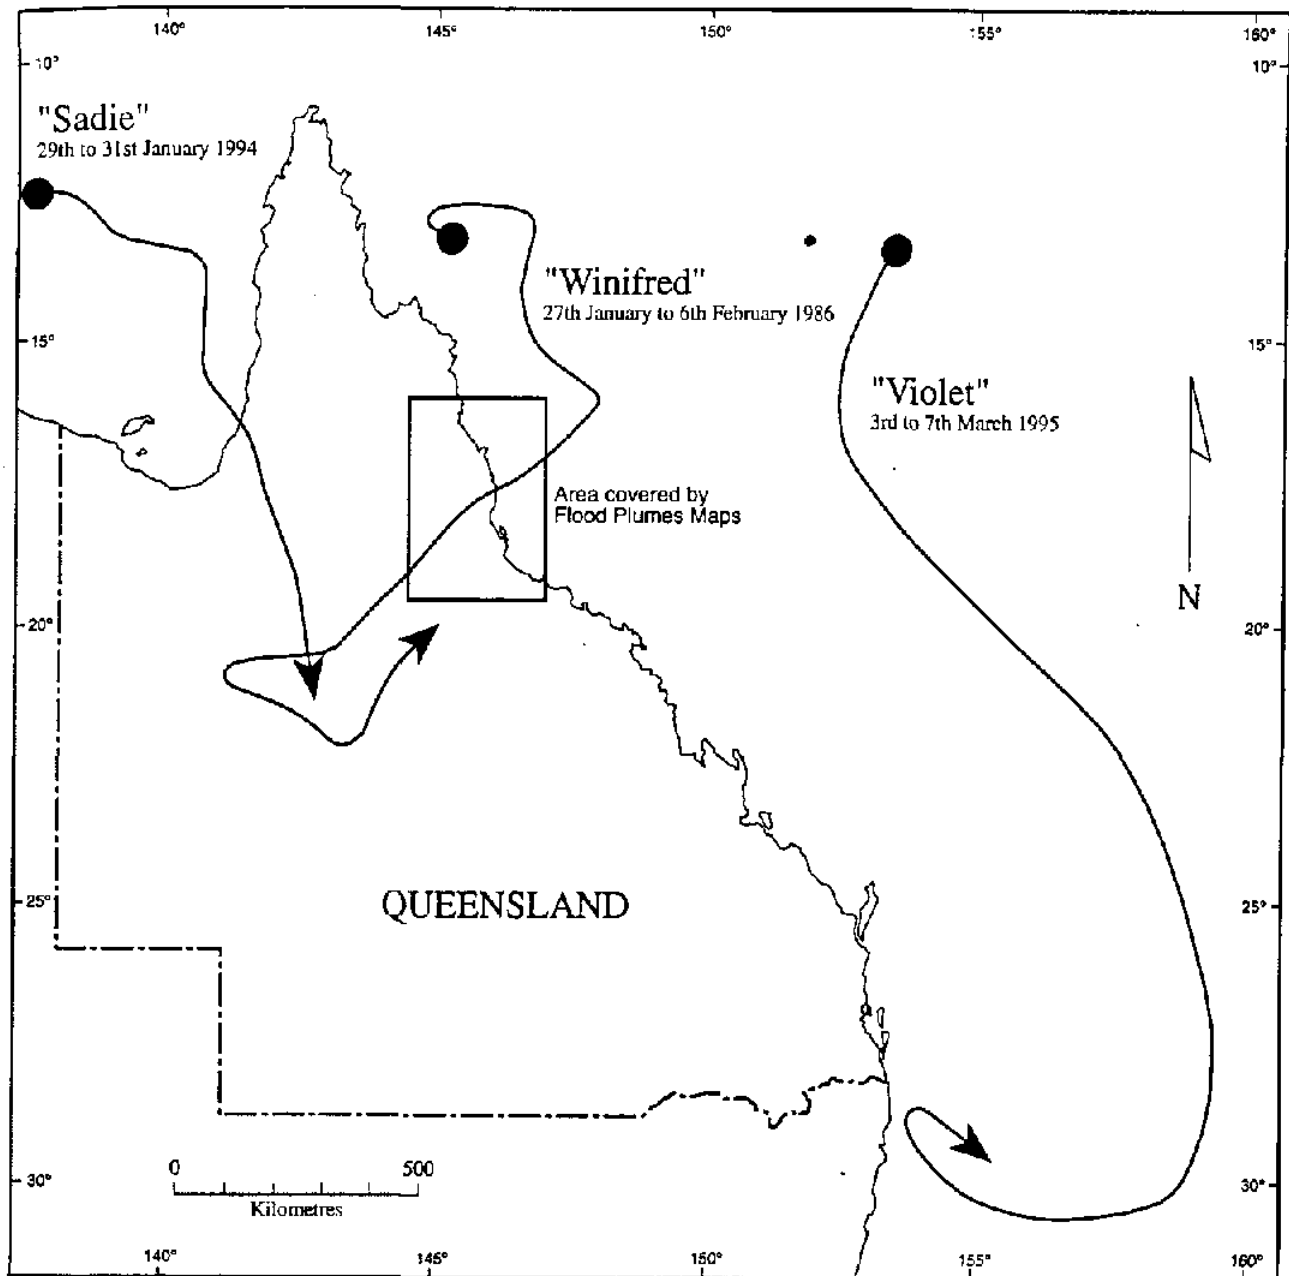 140° 145° 150° 155° 160°
10° 10°
"Sadie"
29th to 31st January 1994
"Winifred"
27th January to 6th February 1986
15° 15°
"Violet"
3rd to 7th March 1995
Area covered by
Flood Plumes Maps
N
20° 20°
25° 25°
QUEENSLAND
0 500
Kilometres
30° 30°
140° 145° 150° 155° 160°